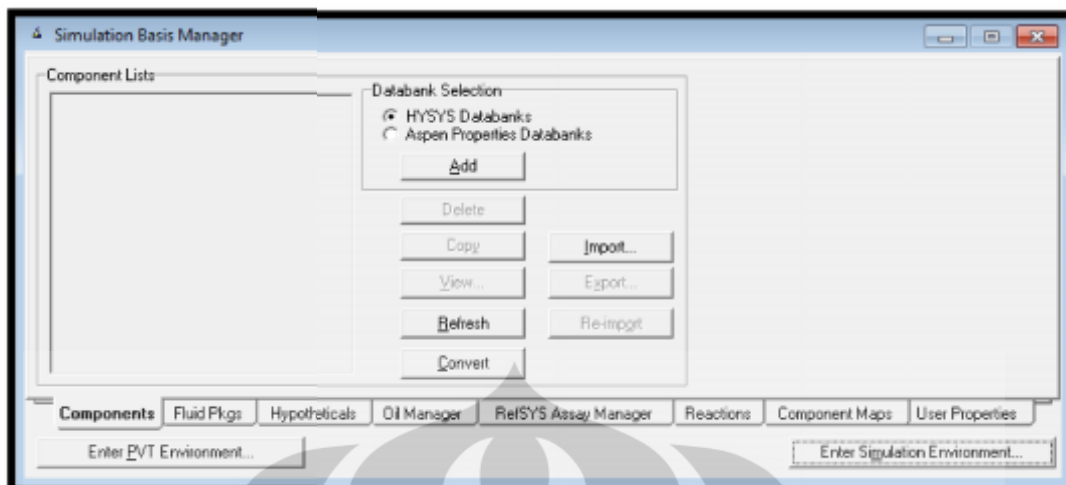 Simulation Basis Manager
Component Lists
Databank Selection
HYSYS Databanks
Aspen Properties Databanks
Add
Delete
Copy
Import...
View...
Export...
Refresh
Re-import
Convert
Components Fluid Pkgs Hypotheticals Oil Manager RefSYS Assay Manager Reactions Component Maps User Properties
Enter PVT Environment...
Enter Simulation Environment...